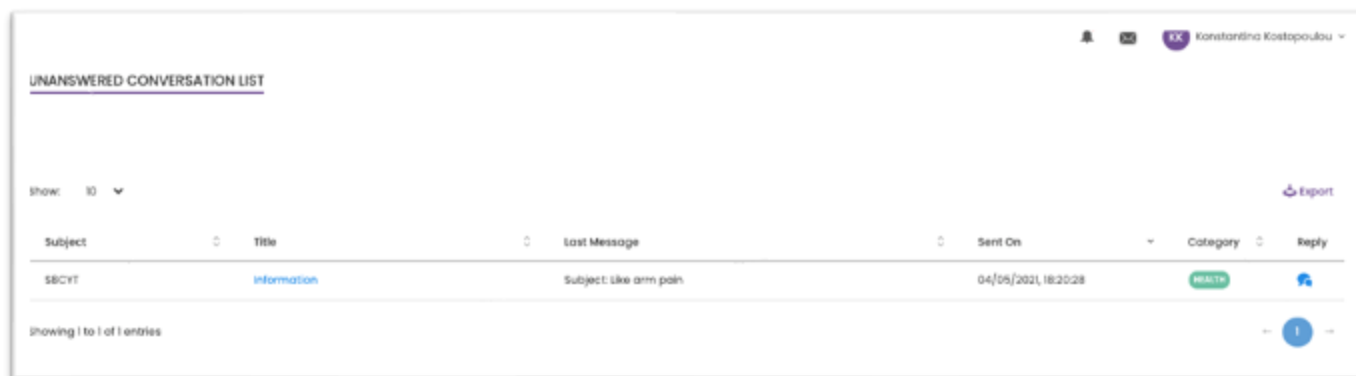 KK Konstantina Kostopoulou
UNANSWERED CONVERSATION LIST
Show: 10
Export
Subject Title Last Message Sent On Category Reply
SBCYT Information Subject: Like arm pain 04/05/2021, 18:20:28 HEALTH
Showing 1 to 1 of 1 entries
← 1 →